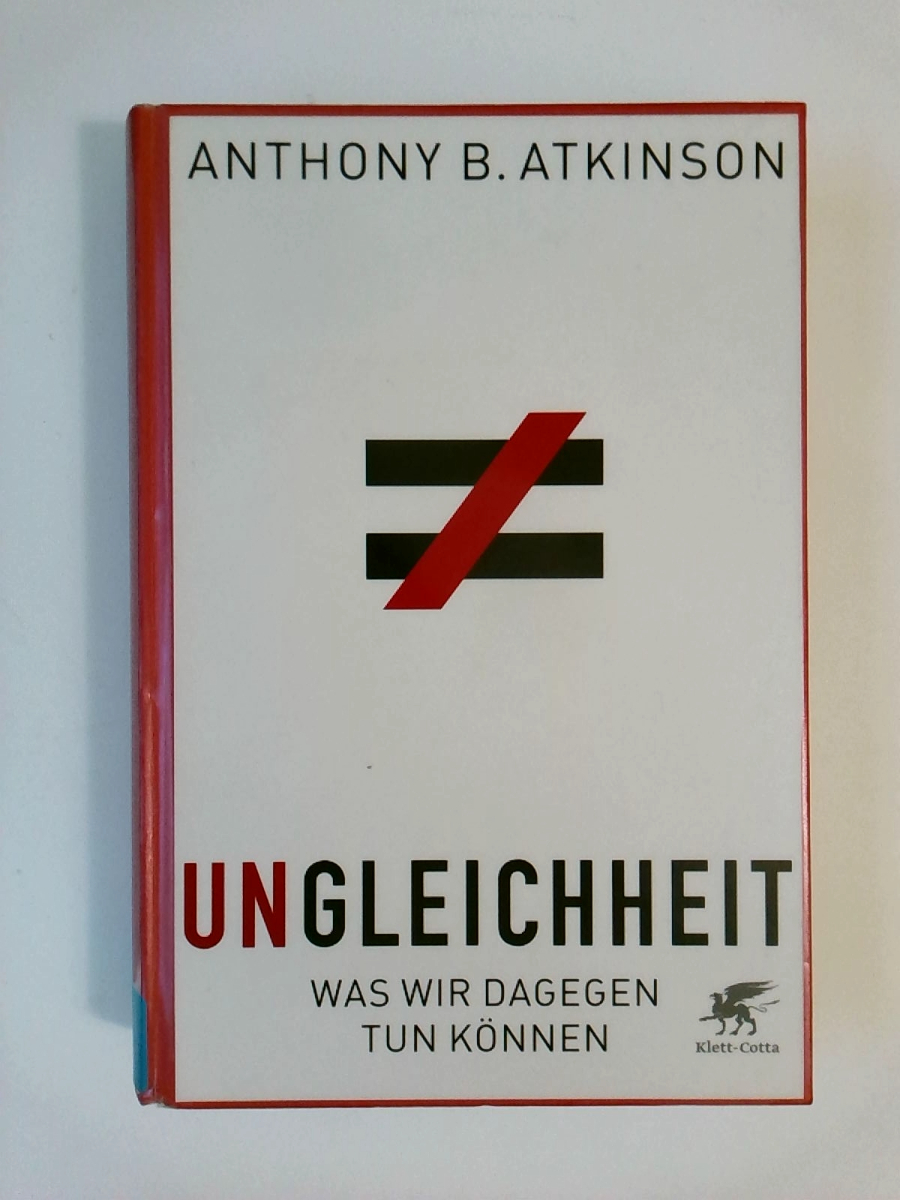 ANTHONY B. ATKINSON
UNGLEICHHEIT
WAS WIR DAGEGEN
TUN KÖNNEN
Klett-Cotta